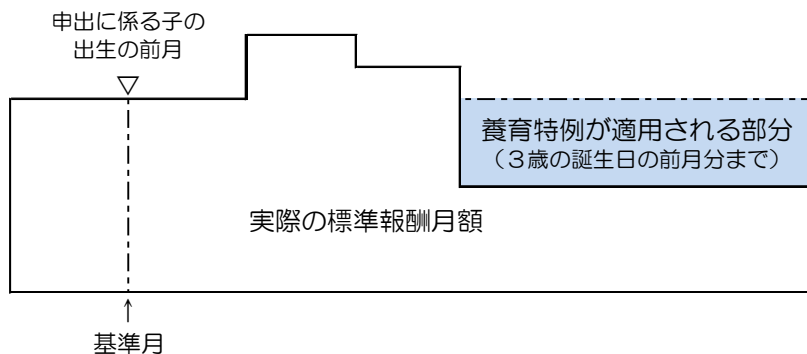 申出に係る子の
出生の前月
養育特例が適用される部分
（３歳の誕生日の前月分まで）
実際の標準報酬月額
基準月